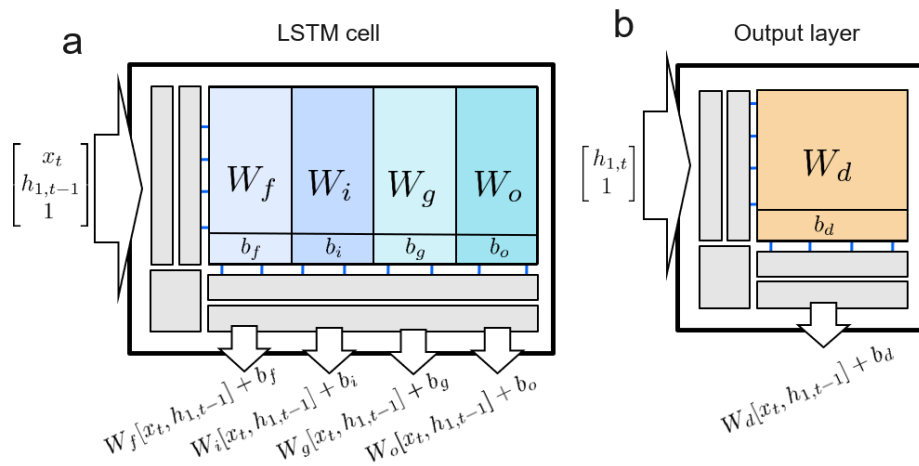 a
LSTM cell
x_t
h_{1,t-1}
1
W_f W_i W_g W_o
b_f b_i b_g b_o
W_f[x_t, h_{1,t-1}] + b_f
W_i[x_t, h_{1,t-1}] + b_i
W_g[x_t, h_{1,t-1}] + b_g
W_o[x_t, h_{1,t-1}] + b_o
b
Output layer
h_{1,t}
1
W_d
b_d
W_d[x_t, h_{1,t-1}] + b_d